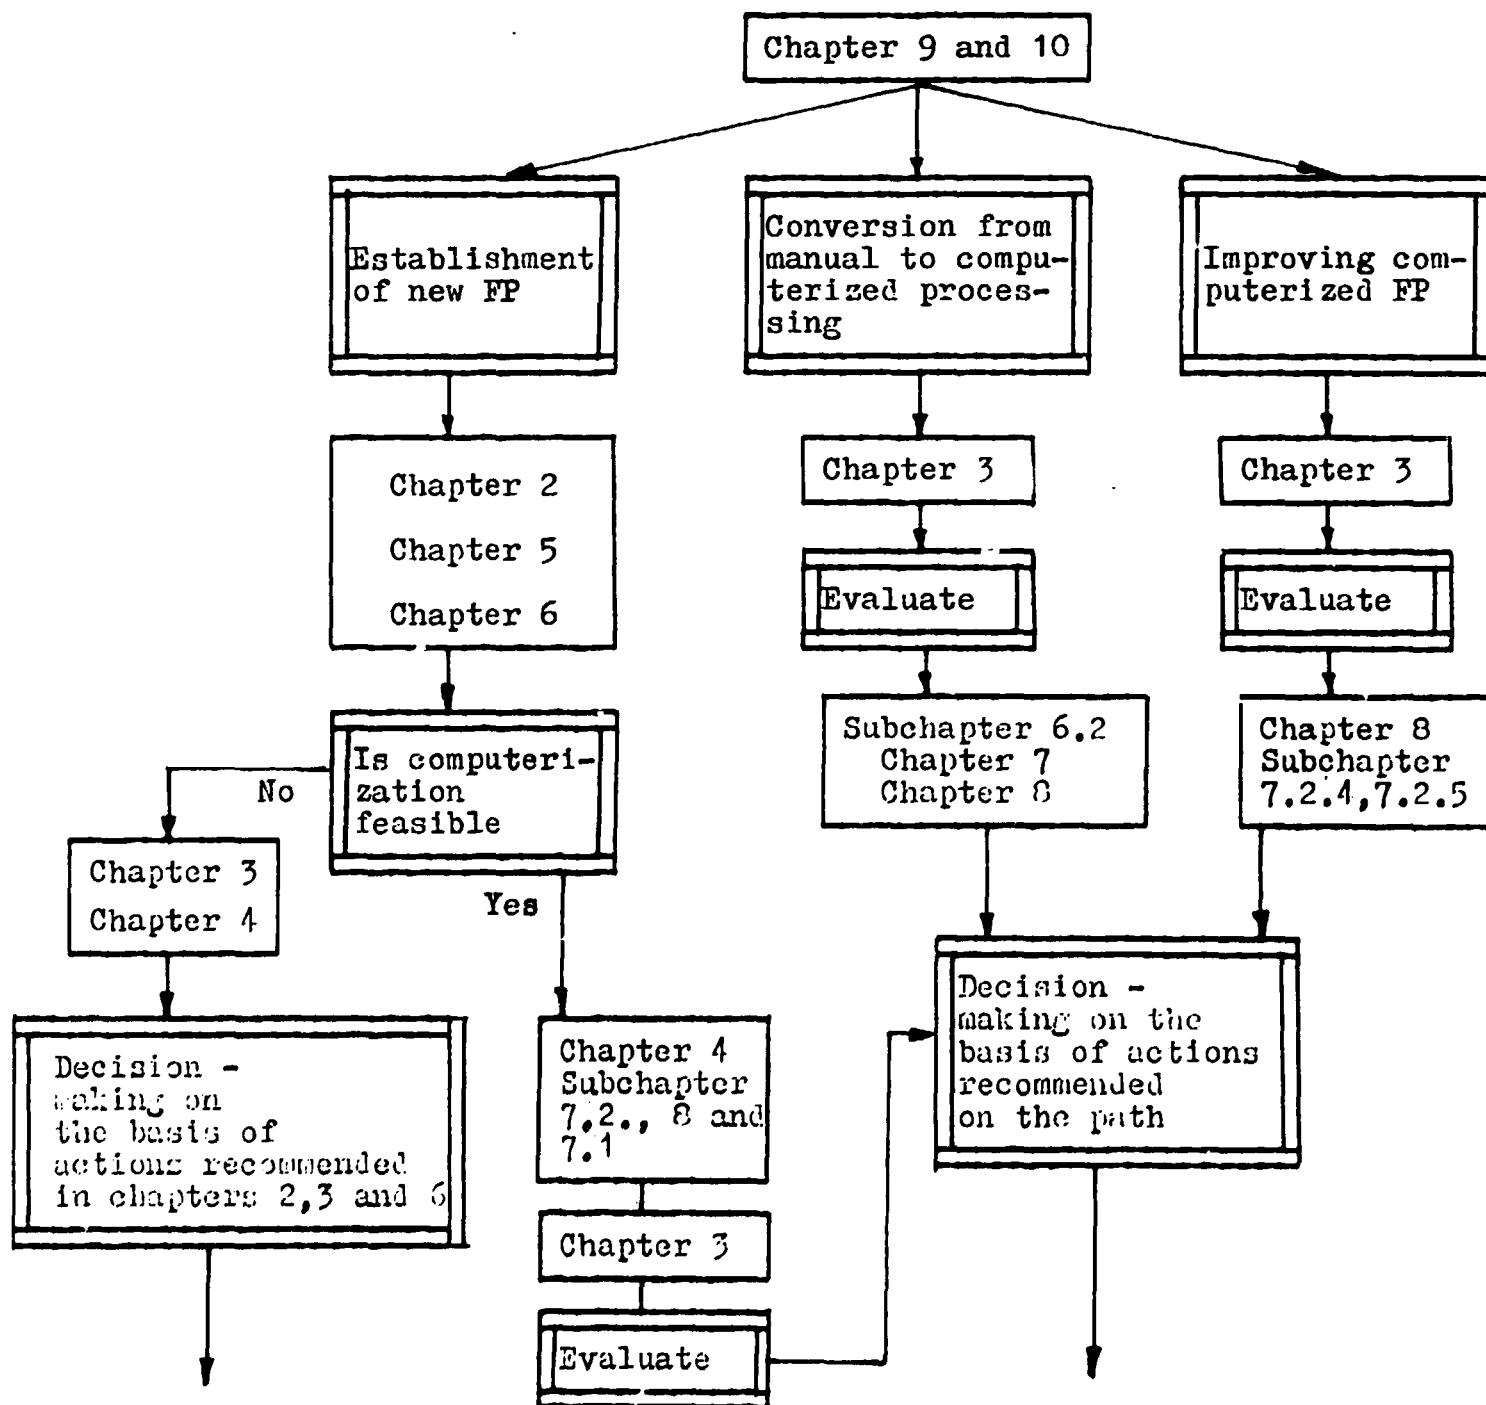 Chapter 9 and 10
Establishment
of new FP
Conversion from
manual to compu-
terized proces-
sing
Improving com-
puterized FP
Chapter 2
Chapter 5
Chapter 6
Chapter 3
Chapter 3
Evaluate
Evaluate
Is computeri-
zation
feasible
No
Yes
Subchapter 6.2
Chapter 7
Chapter 8
Chapter 8
Subchapter
7.2.4,7.2.5
Chapter 3
Chapter 4
Decision -
making on
the basis of
actions recommended
in chapters 2,3 and 6
Chapter 4
Subchapter
7.2., 8 and
7.1
Chapter 3
Evaluate
Decision -
making on the
basis of actions
recommended
on the path